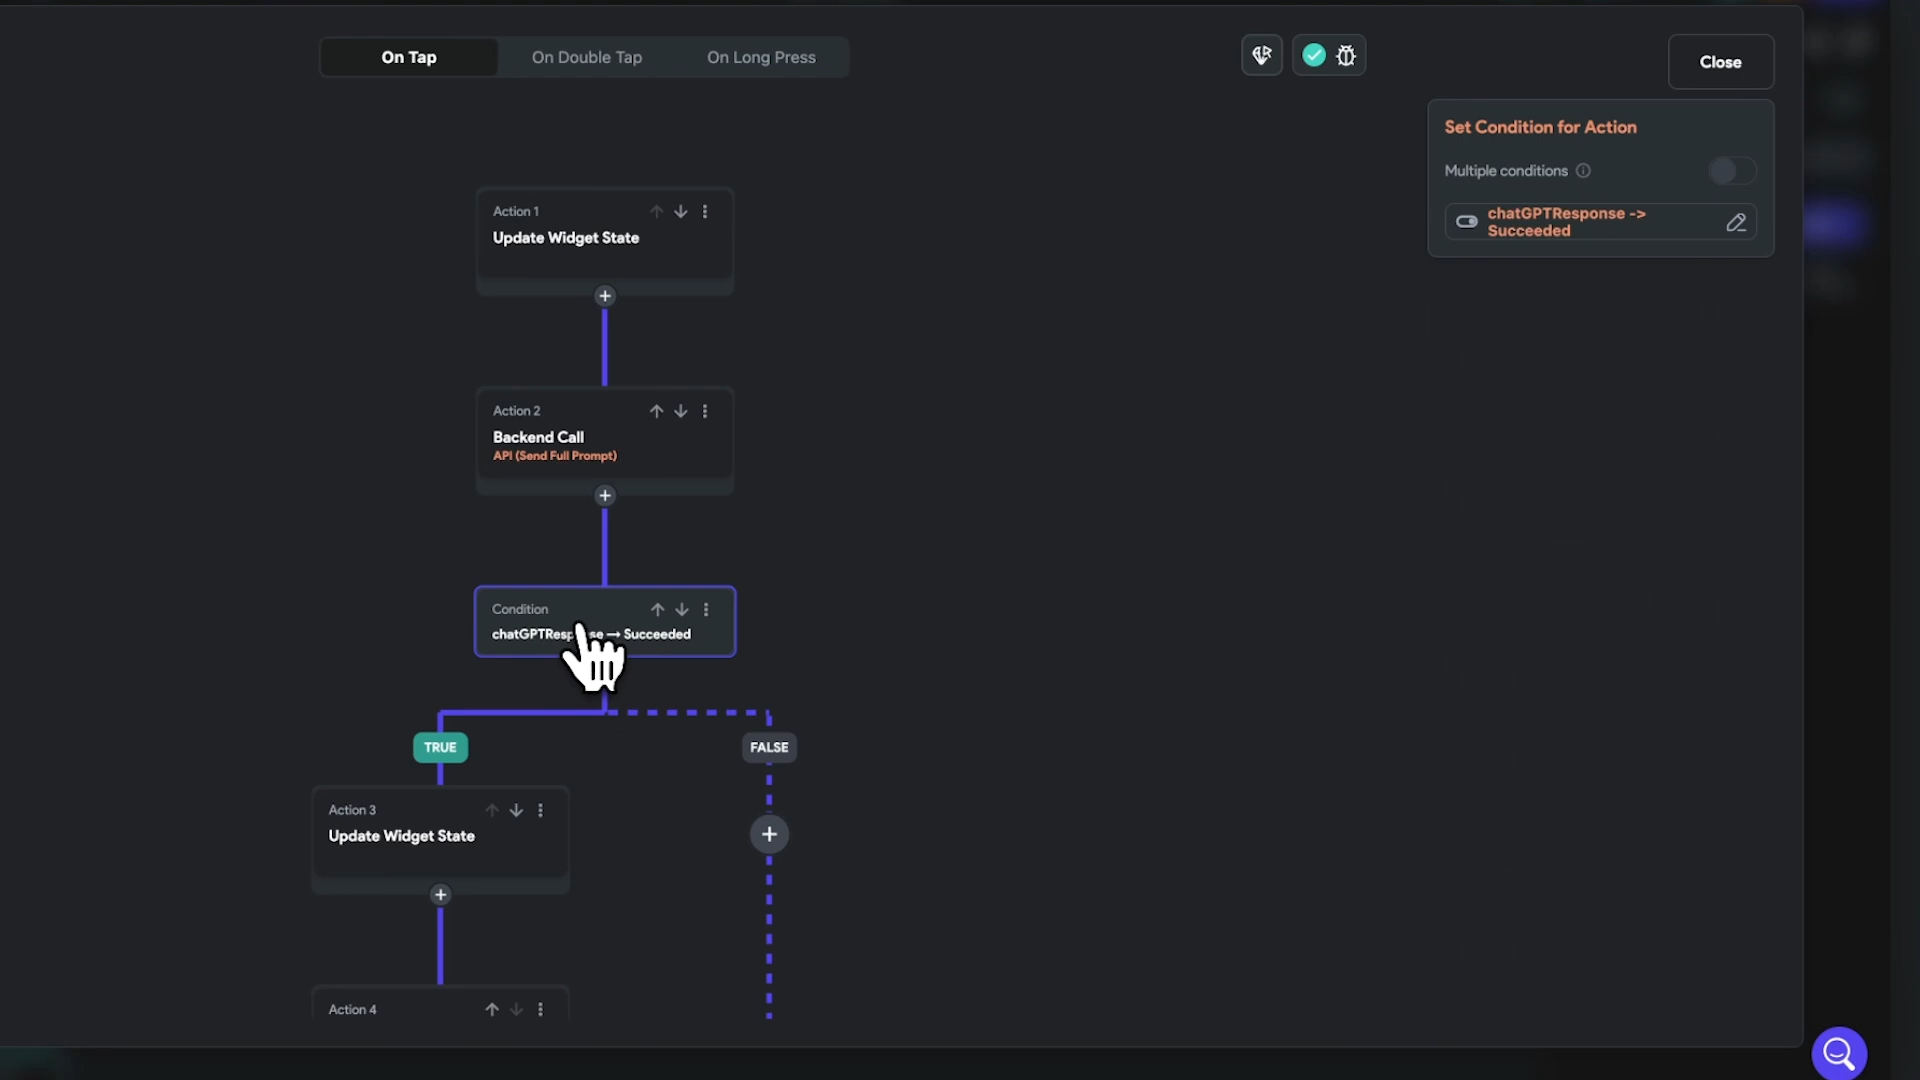 On Tap
On Double Tap
On Long Press
Close
Set Condition for Action
Multiple conditions
chatGPTResponse ->
Succeeded
Action 1
Update Widget State
Action 2
Backend Call
API (Send Full Prompt)
Condition
chatGPTResponse → Succeeded
TRUE
FALSE
Action 3
Update Widget State
Action 4